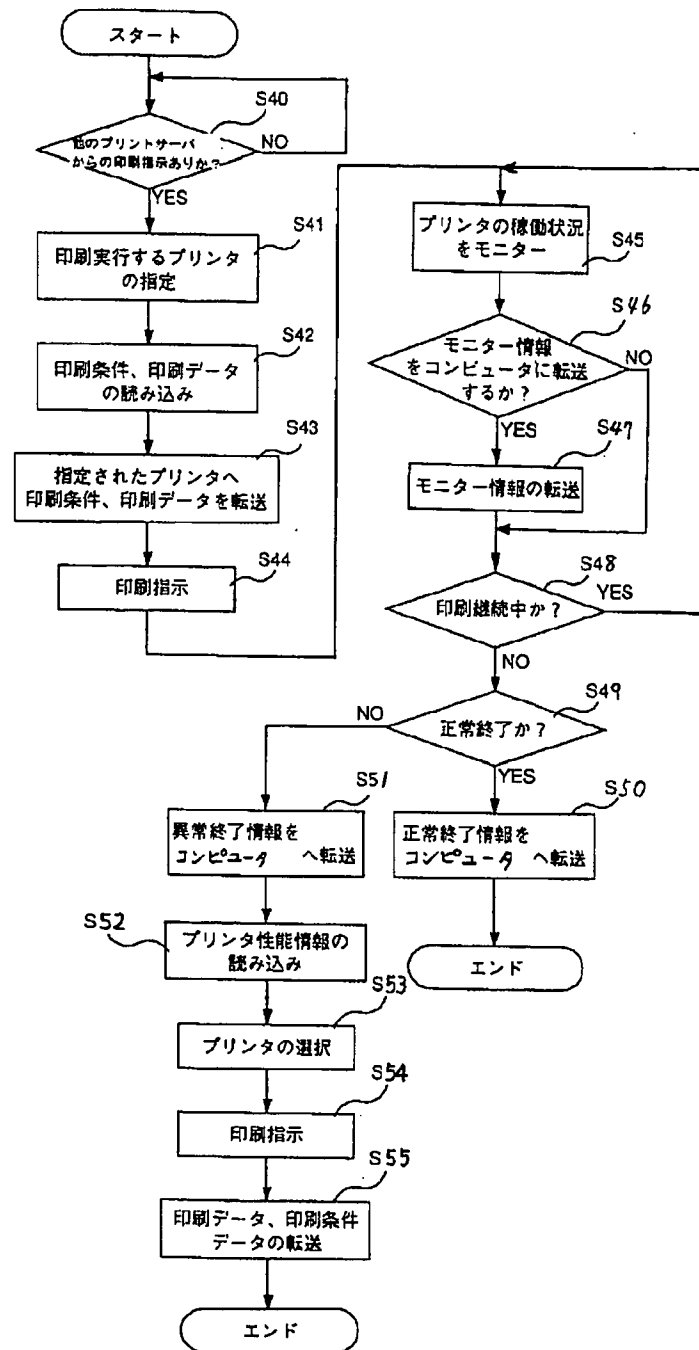 スタート
S40
他のプリントサーバ
からの印刷指示ありか?
NO
YES
S41
印刷実行するプリンタ
の指定
S42
印刷条件、印刷データ
の読み込み
S43
指定されたプリンタへ
印刷条件、印刷データを転送
S44
印刷指示
プリンタの稼働状況
をモニター
S45
S46
モニター情報
をコンピュータに転送
するか?
NO
YES
S47
モニター情報の転送
S48
印刷継続中か?
YES
NO
S49
正常終了か?
NO
YES
S51
異常終了情報を
コンピュータ へ転送
S50
正常終了情報を
コンピュータ へ転送
エンド
S52
プリンタ性能情報の
読み込み
S53
プリンタの選択
S54
印刷指示
S55
印刷データ、印刷条件
データの転送
エンド